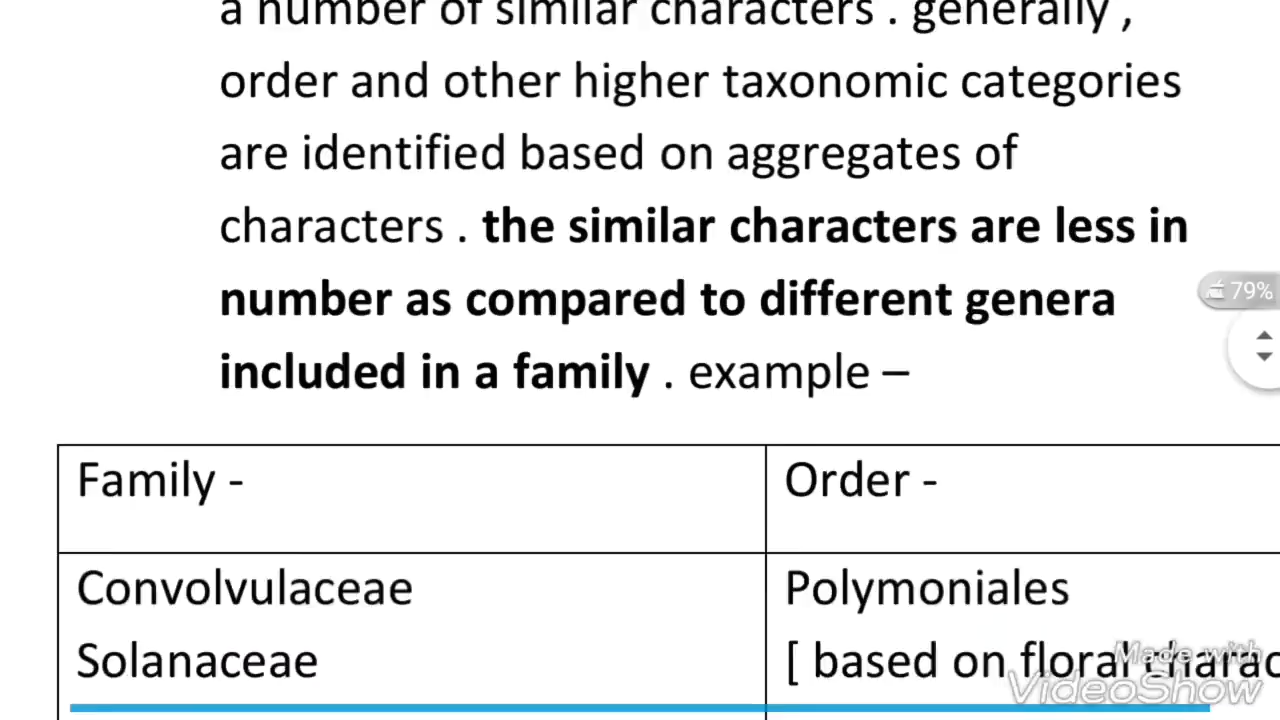 a number of similar characters . generally ,
order and other higher taxonomic categories
are identified based on aggregates of
characters . the similar characters are less in
number as compared to different genera
included in a family . example –
79%
Family -
Order -
Convolvulaceae
Polymoniales
Solanaceae
[ based on floral charac
Made with
VideoShow